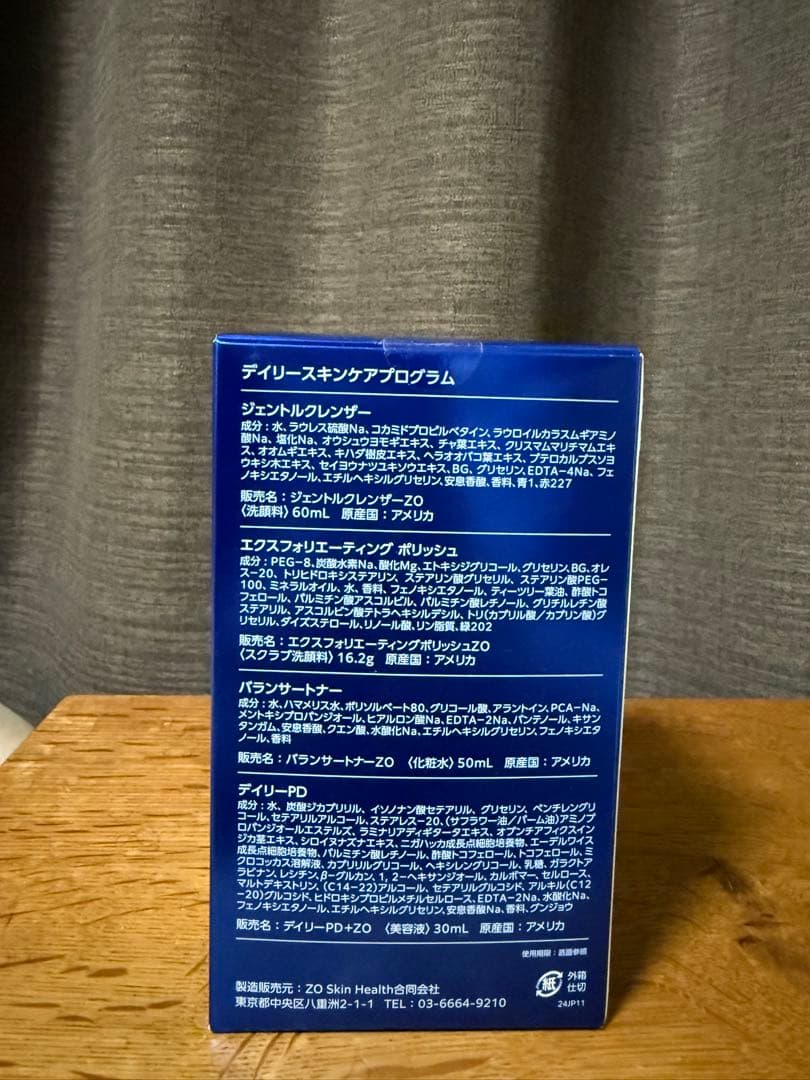 デイリースキンケアプログラム
ジェントルクレンザー
成分：水、ラウレス硫酸Na、コカミドプロピルベタイン、ラウロイルカラスムギアミノ
酸Na、塩化Na、オウシュウヨモギエキス、チャ葉エキス、クリスマムマリチマムエキ
ス、オオムギエキス、キハダ樹皮エキス、ヘラオオバコ葉エキス、プテロカルプスソヨ
ウキシ木エキス、セイヨウナツユキソウエキス、BG、グリセリン、EDTA−4Na、フェ
ノキシエタノール、エチルヘキシルグリセリン、安息香酸、香料、青1、赤227
販売名：ジェントルクレンザーZO
〈洗顔料〉60mL 原産国：アメリカ
エクスフォリエーティング ポリッシュ
成分：PEG−8、炭酸水素Na、酸化Mg、エトキシジグリコール、グリセリン、BG、オレ
ス−20、トリヒドロキシステアリン、ステアリン酸グリセリル、ステアリン酸PEG−
100、ミネラルオイル、水、香料、フェノキシエタノール、ティーツリー葉油、酢酸トコ
フェロール、パルミチン酸アスコルビル、パルミチン酸レチノール、グリチルレチン酸
ステアリル、アスコルビン酸テトラヘキシルデシル、トリ(カプリル酸／カプリン酸)グ
リセリル、ダイズステロール、リノール酸、リン脂質、緑202
販売名：エクスフォリエーティングポリッシュZO
〈スクラブ洗顔料〉16.2g 原産国：アメリカ
バランサートナー
成分：水、ハマメリス水、ポリソルベート80、グリコール酸、アラントイン、PCA−Na、
メントキシプロパンジオール、ヒアルロン酸Na、EDTA−2Na、パンテノール、キサン
タンガム、安息香酸、クエン酸、水酸化Na、エチルヘキシルグリセリン、フェノキシエタ
ノール、香料
販売名：バランサートナーZO 〈化粧水〉50mL 原産国：アメリカ
デイリーPD
成分：水、炭酸ジカプリリル、イソノナン酸セテアリル、グリセリン、ペンチレングリ
コール、セテアリルアルコール、ステアレス−20、(サフラワー油／パーム油)アミノプ
ロパンジオールエステルズ、ラミナリアディギタータエキス、オプンチアフィクスイン
ジカ茎エキス、シロイヌナズナエキス、ニガハッカ成長点細胞培養物、エーデルワイス
成長点細胞培養物、パルミチン酸レチノール、酢酸トコフェロール、トコフェロール、ミ
クロコッカス溶解液、カプリリルグリコール、ヘキシレングリコール、乳糖、ガラクトア
ラビナン、レシチン、β−グルカン、1，2−ヘキサンジオール、カルボマー、セルロース、
マルトデキストリン、(C14−22)アルコール、セテアリルグルコシド、アルキル(C12
−20)グルコシド、ヒドロキシプロピルメチルセルロース、EDTA−2Na、水酸化Na、
フェノキシエタノール、エチルヘキシルグリセリン、安息香酸Na、香料、グンジョウ
販売名：デイリーPD+ZO 〈美容液〉30mL 原産国：アメリカ
使用期限：底面参照
製造販売元：ZO Skin Health合同会社
東京都中央区八重洲2-1-1 TEL：03-6664-9210
紙
外箱
仕切
24JP11